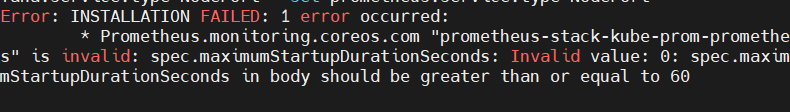 Error: INSTALLATION FAILED: 1 error occurred:
* Prometheus.monitoring.coreos.com "prometheus-stack-kube-prom-promethe
s" is invalid: spec.maximumStartupDurationSeconds: Invalid value: 0: spec.maxim
mStartupDurationSeconds in body should be greater than or equal to 60